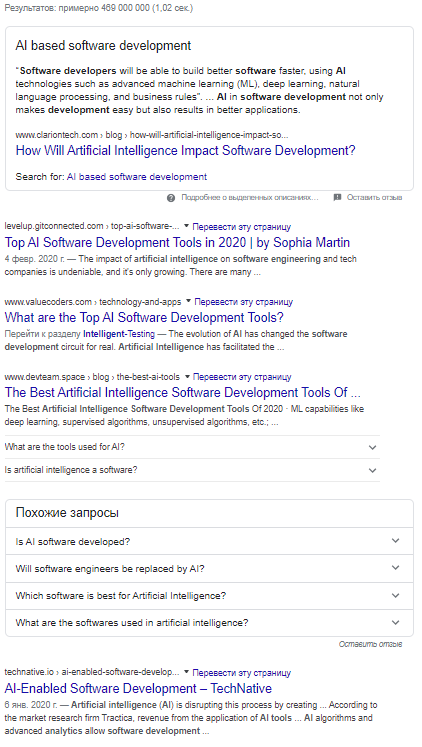 Результатов: примерно 469 000 000 (1,02 сек.)
AI based software development
"Software developers will be able to build better software faster, using AI
technologies such as advanced machine learning (ML), deep learning, natural
language processing, and business rules". ... AI in software development not only
makes development easy but also results in better applications.
www.clariontech.com › blog › how-will-artificial-intelligence-impact-so...
How Will Artificial Intelligence Impact Software Development?
Search for: AI based software development
Подробнее о выделенных описаниях... Оставить отзыв
levelup.gitconnected.com › top-ai-software-... Перевести эту страницу
Top AI Software Development Tools in 2020 | by Sophia Martin
4 февр. 2020 г. — The impact of artificial intelligence on software engineering and tech
companies is undeniable, and it's only growing. There are many ...
www.valuecoders.com › technology-and-apps Перевести эту страницу
What are the Top AI Software Development Tools?
Перейти к разделу Intelligent-Testing — The evolution of AI has changed the software
development circuit for real. Artificial Intelligence has facilitated the ...
www.devteam.space › blog › the-best-ai-tools Перевести эту страницу
The Best Artificial Intelligence Software Development Tools Of ...
The Best Artificial Intelligence Software Development Tools Of 2020 · ML capabilities like
deep learning, supervised algorithms, unsupervised algorithms, etc.; ...
What are the tools used for AI?
Is artificial intelligence a software?
Похожие запросы
Is AI software developed?
Will software engineers be replaced by AI?
Which software is best for Artificial Intelligence?
What are the softwares used in artificial intelligence?
Оставить отзыв
technative.io › ai-enabled-software-develop... Перевести эту страницу
AI-Enabled Software Development – TechNative
6 янв. 2020 г. — Artificial intelligence (AI) is disrupting this process by creating ... According to
the market research firm Tractica, revenue from the application of AI tools ... AI algorithms and
advanced analytics allow software development ...